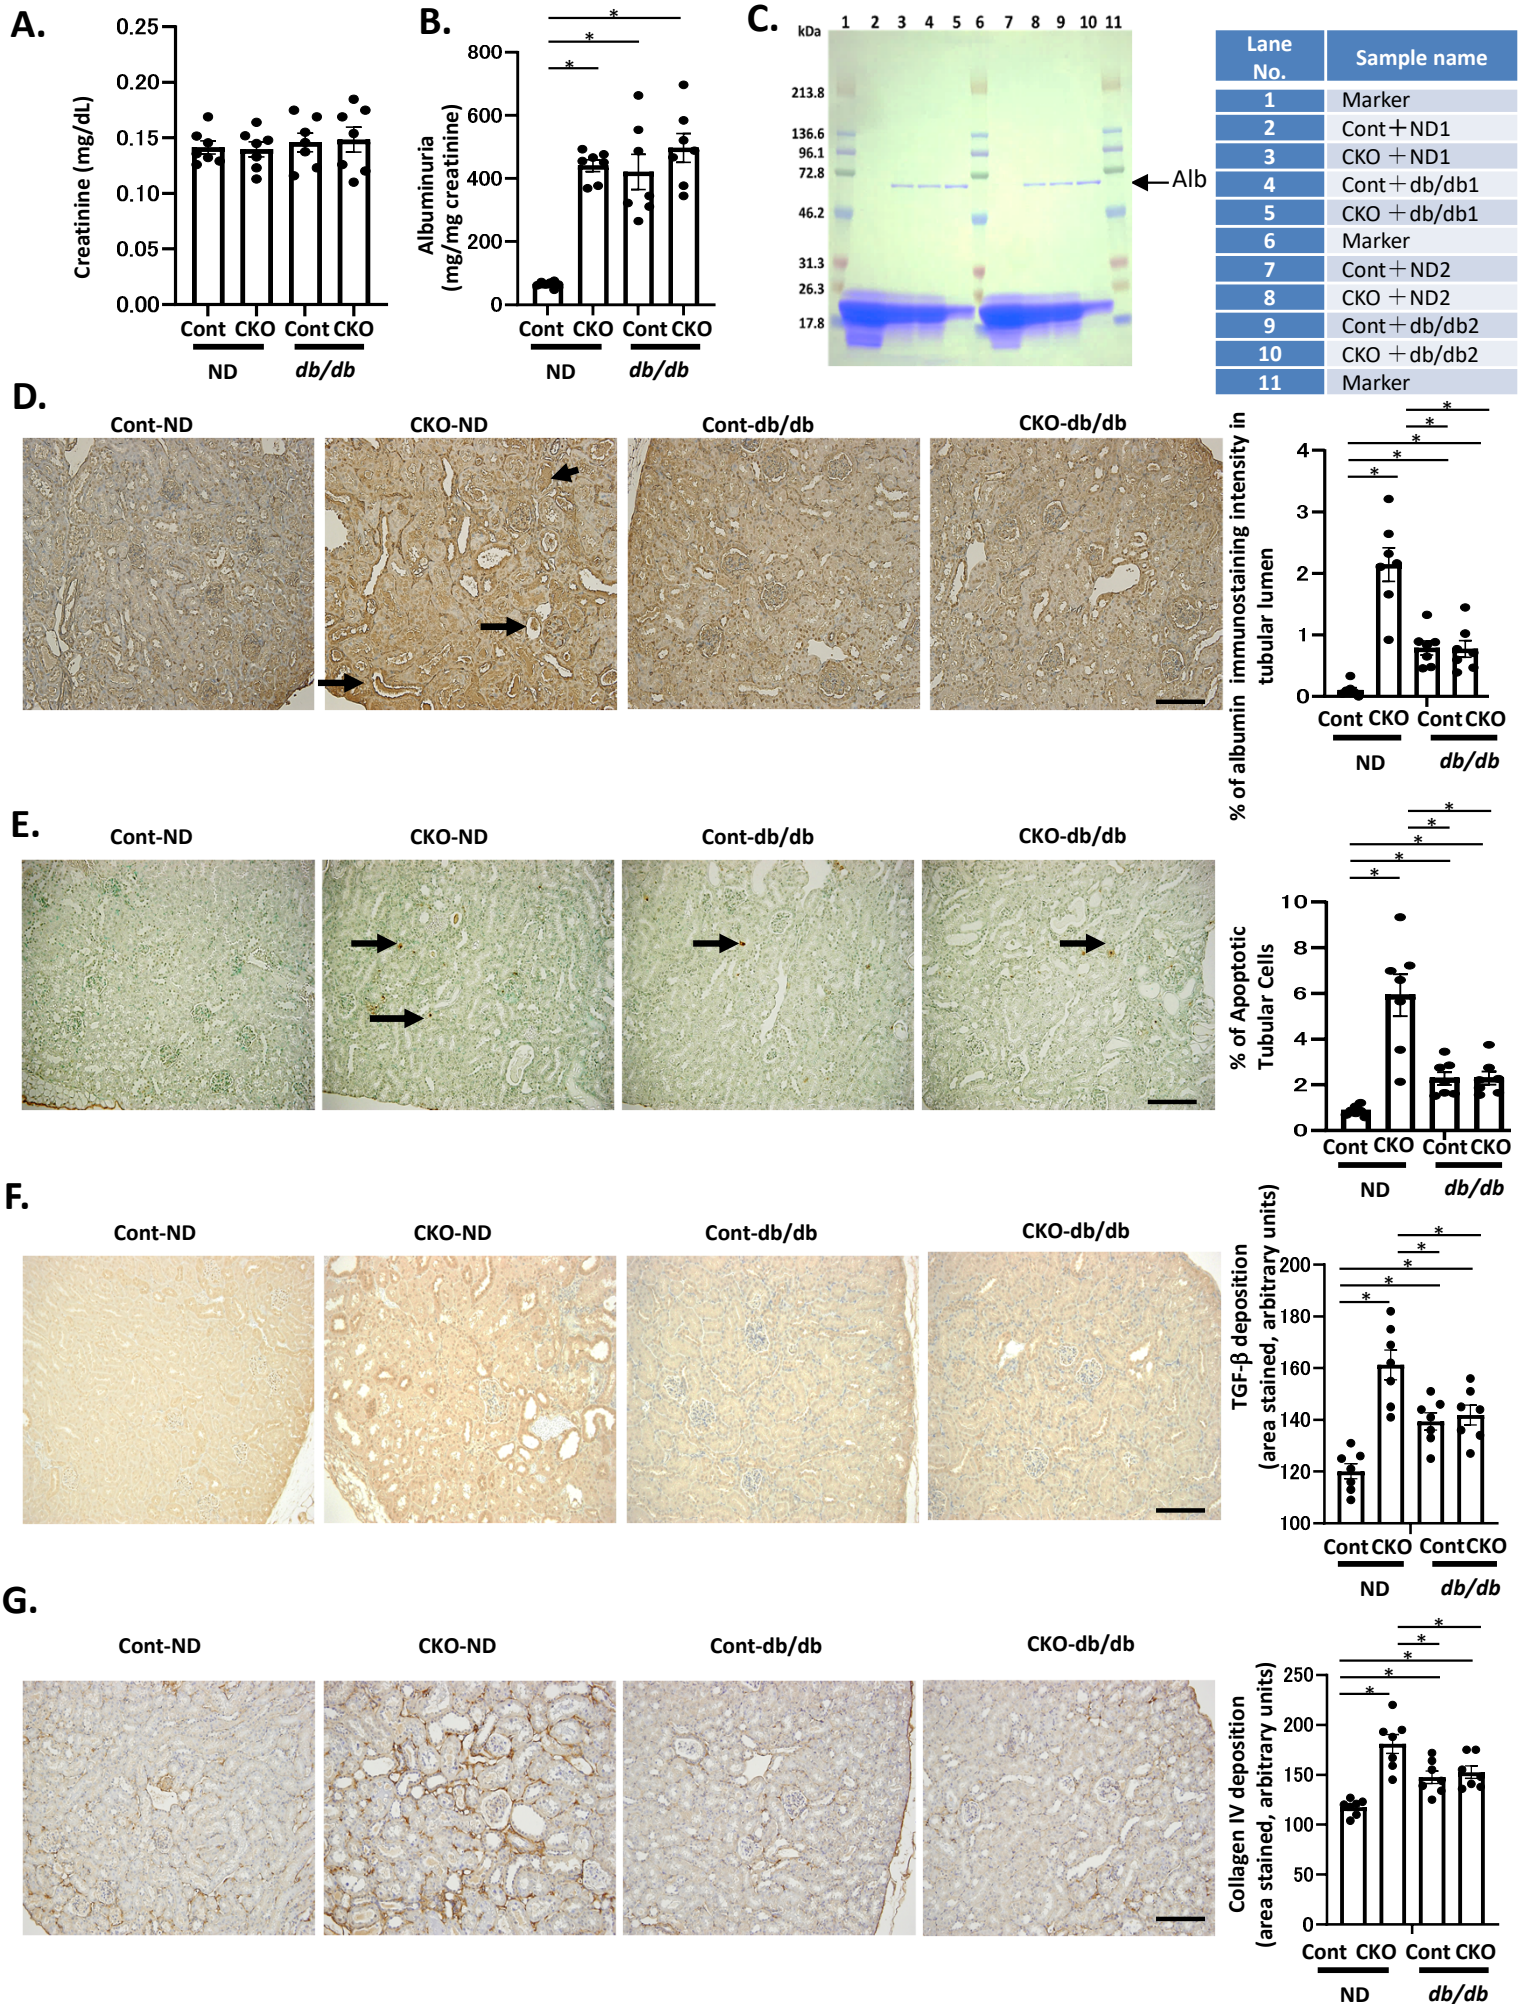 A.
Creatinine (mg/dL)
0.25
0.20
0.15
0.10
0.05
0.00
Cont CKO Cont CKO
ND db/db
B.
Albuminuria
(mg/mg creatinine)
* 
*
*
800
600
400
200
0
Cont CKO Cont CKO
ND db/db
C.
kDa 1 2 3 4 5 6 7 8 9 10 11
213.8
136.6
96.1
72.8
46.2
31.3
26.3
17.8
Alb
Lane No. Sample name
1 Marker
2 Cont+ND1
3 CKO +ND1
4 Cont+db/db1
5 CKO +db/db1
6 Marker
7 Cont+ND2
8 CKO +ND2
9 Cont+db/db2
10 CKO +db/db2
11 Marker
D.
Cont-ND CKO-ND Cont-db/db CKO-db/db
% of albumin immunostaining intensity in
tubular lumen
*
*
*
*
*
4
3
2
1
0
Cont CKO Cont CKO
ND db/db
E.
Cont-ND CKO-ND Cont-db/db CKO-db/db
% of Apoptotic
Tubular Cells
*
*
*
*
*
10
8
6
4
2
0
Cont CKO Cont CKO
ND db/db
F.
Cont-ND CKO-ND Cont-db/db CKO-db/db
TGF-β deposition
(area stained, arbitrary units)
*
*
*
*
*
200
180
160
140
120
100
Cont CKO Cont CKO
ND db/db
G.
Cont-ND CKO-ND Cont-db/db CKO-db/db
Collagen IV deposition
(area stained, arbitrary units)
*
*
*
*
*
250
200
150
100
50
0
Cont CKO Cont CKO
ND db/db